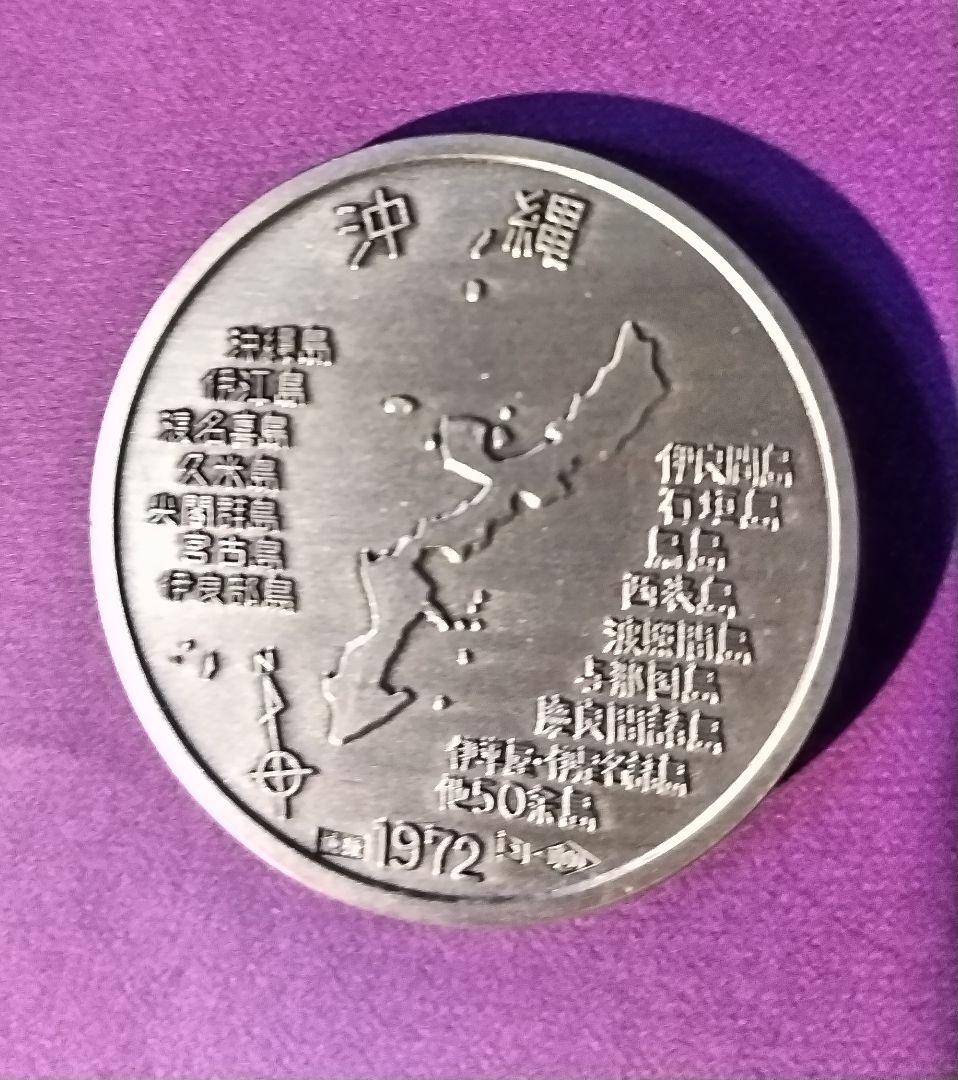 沖縄
沖縄島
伊江島
渡名喜島
久米島
尖閣群島
宮古島
伊良部島
伊良間島
石垣島
鳥島
西表島
波照間島
与那国島
慶良間諸島
伊平屋・伊是名諸島
他50余島
N
1972